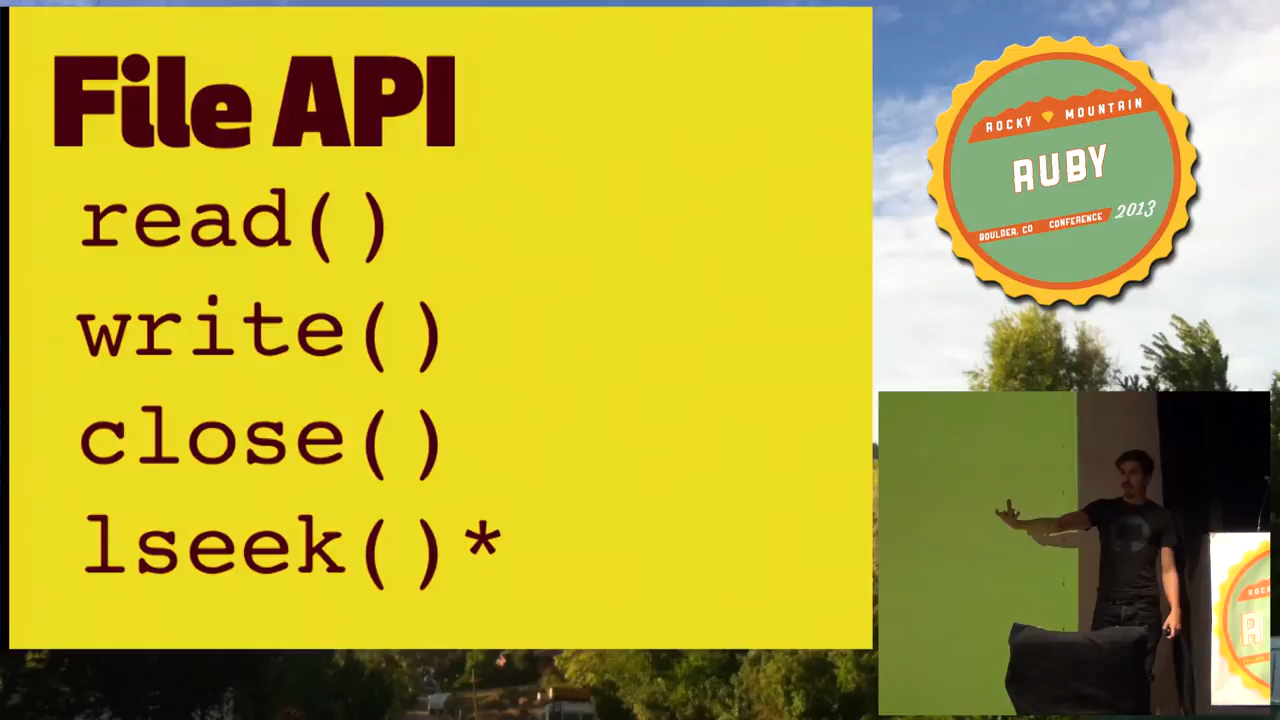 File API
read()
write()
close()
lseek()*
ROCKY MOUNTAIN
RUBY
BOULDER, CO CONFERENCE 2013